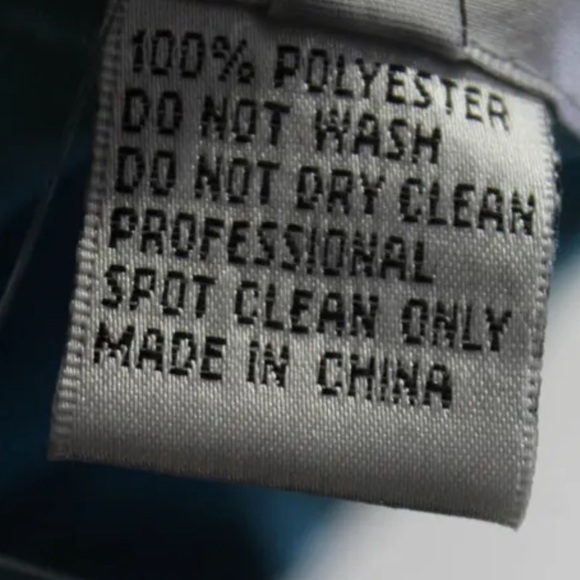 100% POLYESTER
DO NOT WASH
DO NOT DRY CLEAN
PROFESSIONAL
SPOT CLEAN ONLY
MADE IN CHINA